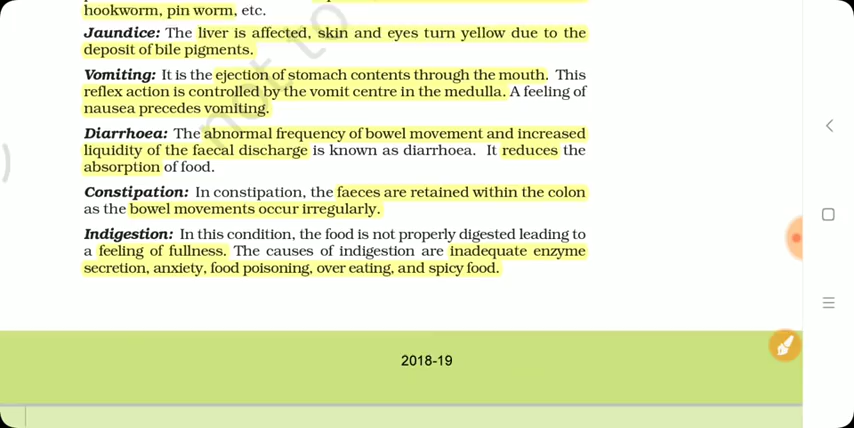 hookworm, pin worm, etc.
Jaundice: The liver is affected, skin and eyes turn yellow due to the
deposit of bile pigments.
Vomiting: It is the ejection of stomach contents through the mouth. This
reflex action is controlled by the vomit centre in the medulla. A feeling of
nausea precedes vomiting.
Diarrhoea: The abnormal frequency of bowel movement and increased
liquidity of the faecal discharge is known as diarrhoea. It reduces the
absorption of food.
Constipation: In constipation, the faeces are retained within the colon
as the bowel movements occur irregularly.
Indigestion: In this condition, the food is not properly digested leading to
a feeling of fullness. The causes of indigestion are inadequate enzyme
secretion, anxiety, food poisoning, over eating, and spicy food.
not to
2018-19